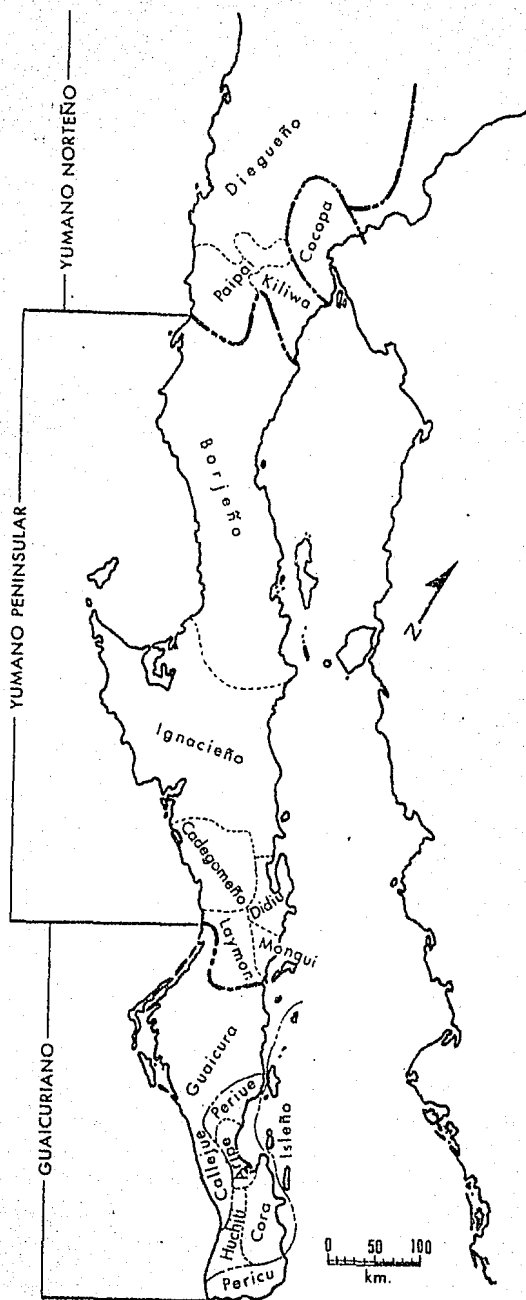 YUMANO NORTEÑO
YUMANO PENINSULAR
GUAICURIANO
Diegueño
Cocopa
Paipai
Kiliwa
Borjeño
Ignacieño
Cadegomeño
Didiu
Laymon
Mongui
Guaicura
Periue
Callejue
Aripe
Isleño
Huchiti
Cora
Pericu
N
0 50 100
km.